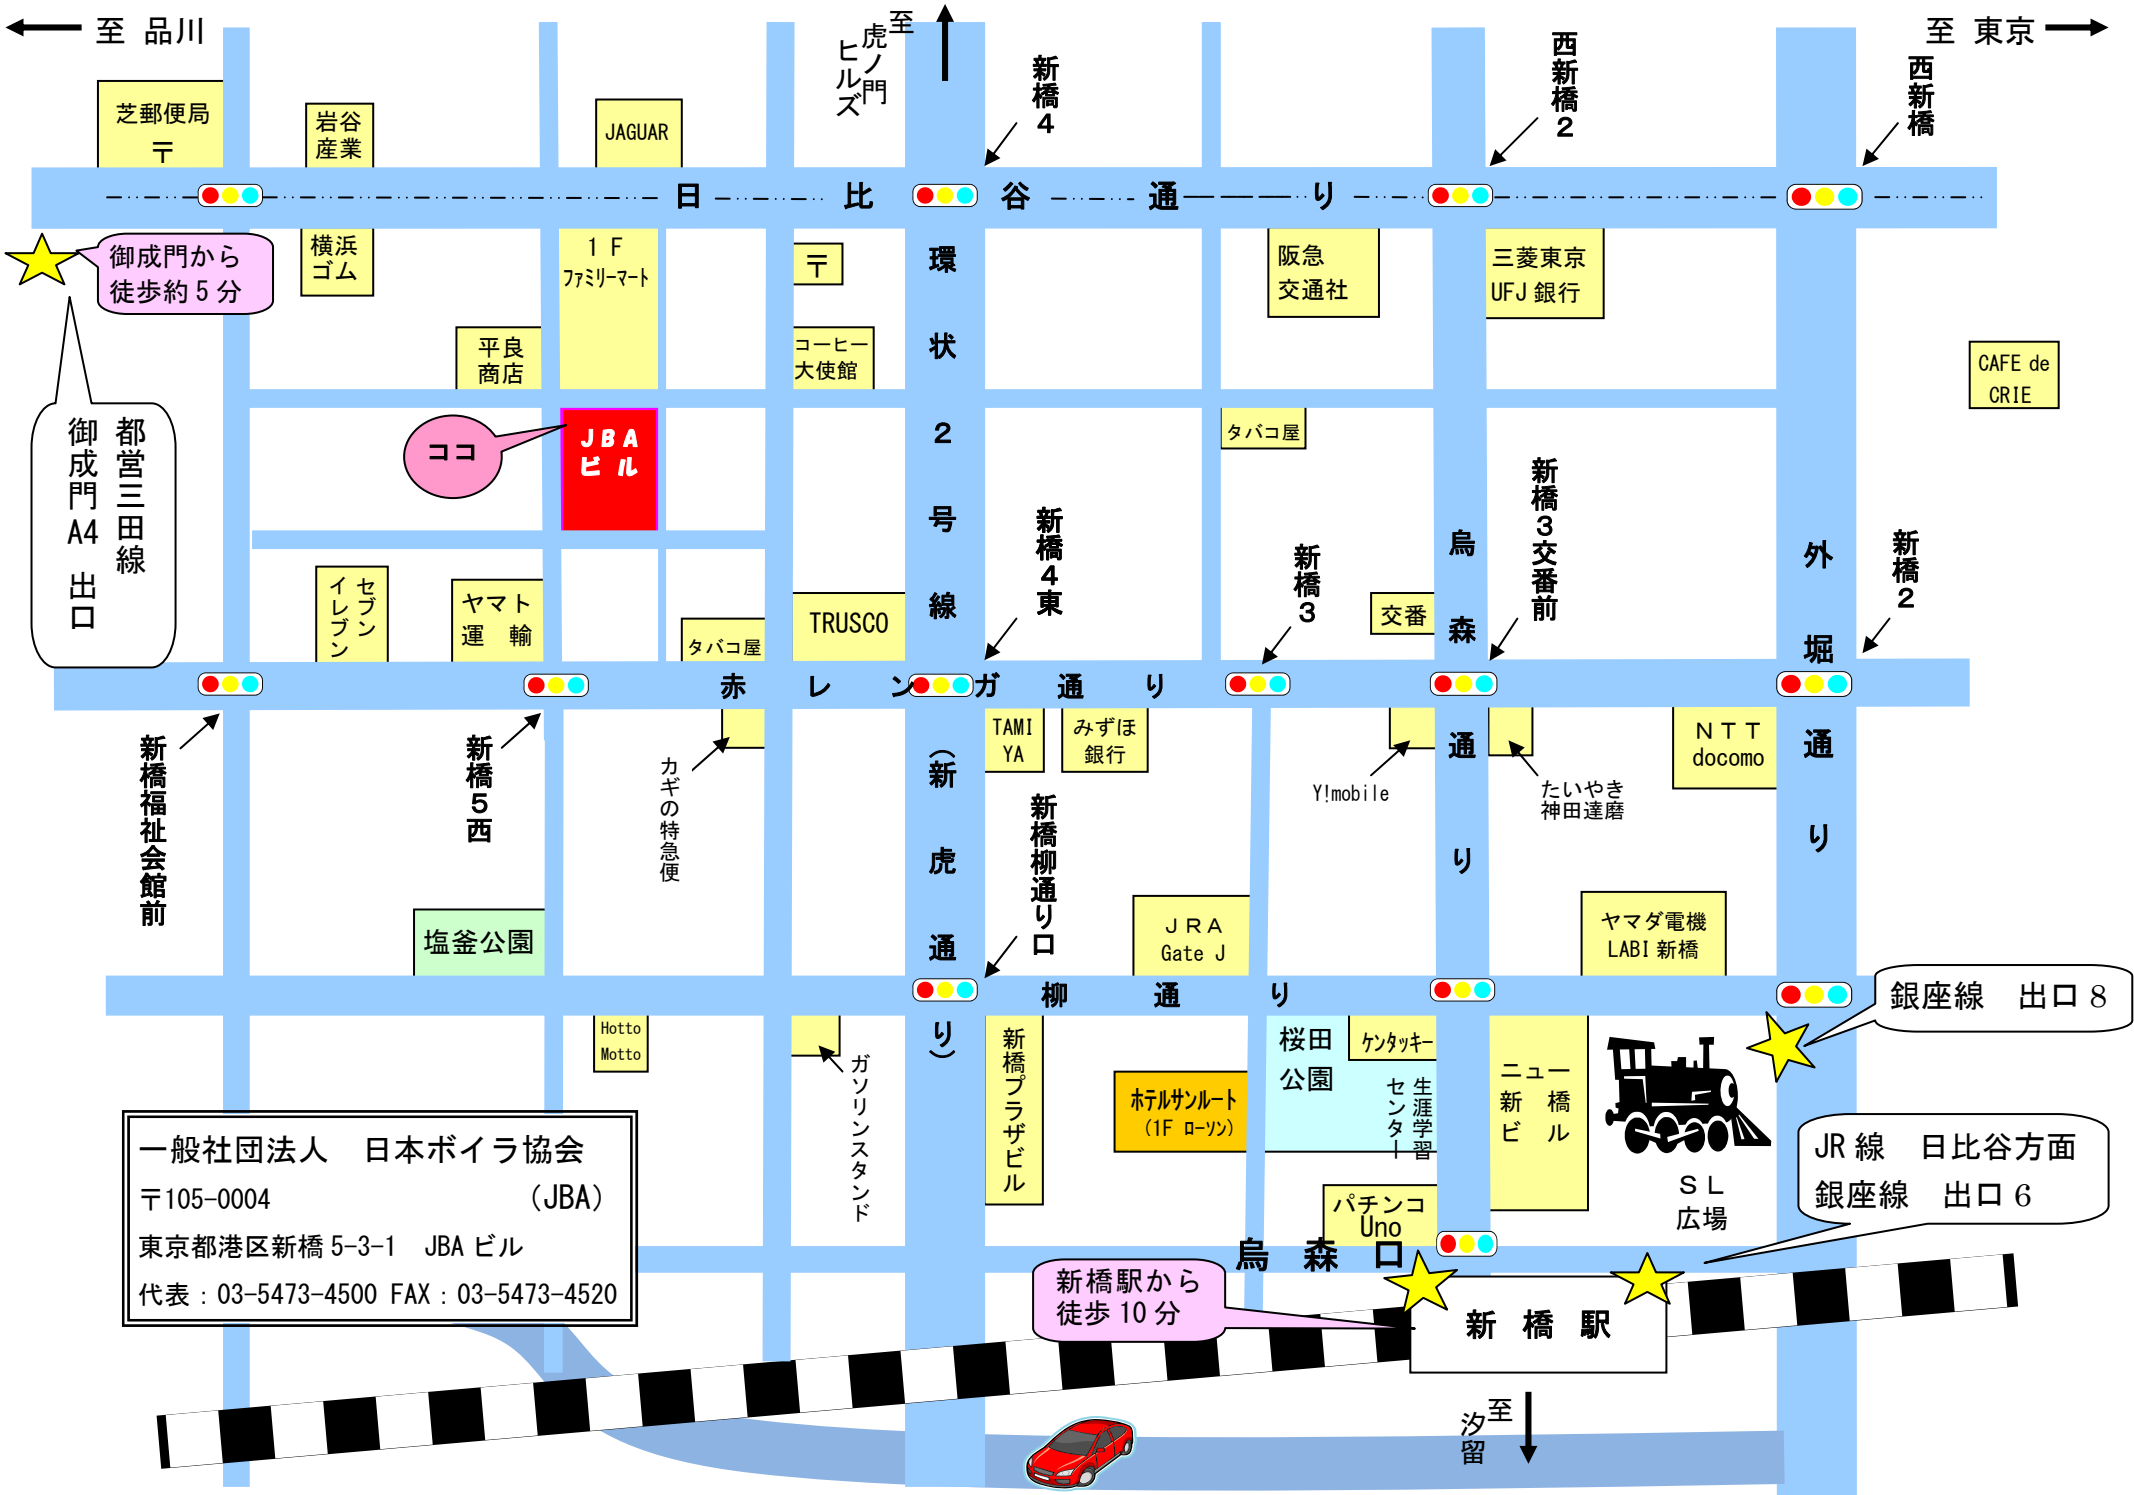 至 品川
至 虎ノ門ヒルズ
至 東京
新橋4
西新橋2
西新橋
芝郵便局
〒
岩谷
産業
JAGUAR
日比谷通り
御成門から
徒歩約5分
横浜
ゴム
1F
ファミリーマート
〒
阪急
交通社
三菱東京
UFJ銀行
平良
商店
コーヒー
大使館
CAFE de
CRIE
都営三田線
御成門A4 出口
ココ
JBA
ビル
タバコ屋
環状2号線(新虎通り)
新橋4東
新橋3
新橋3交番前
烏森通り
外堀通り
新橋2
セブン
イレブン
ヤマト
運 輸
タバコ屋
TRUSCO
交番
赤レンガ通り
新橋福祉会館前
新橋5西
カギの特急便
TAMI
YA
みずほ
銀行
Y!mobile
たいやき
神田達磨
NTT
docomo
新橋柳通り口
塩釜公園
JRA
Gate J
ヤマダ電機
LABI 新橋
柳通り
銀座線 出口8
Hotto
Motto
ガソリンスタンド
新橋プラザビル
桜田
公園
ケンタッキー
生涯学習
センター
ホテルサンルート
(1F ローソン)
ニュー
新 橋
ビ ル
SL
広場
JR線 日比谷方面
銀座線 出口6
パチンコ
Uno
烏森口
新橋駅から
徒歩10分
新橋駅
至 汐留
一般社団法人 日本ボイラ協会
〒105-0004 (JBA)
東京都港区新橋5-3-1 JBAビル
代表：03-5473-4500 FAX：03-5473-4520